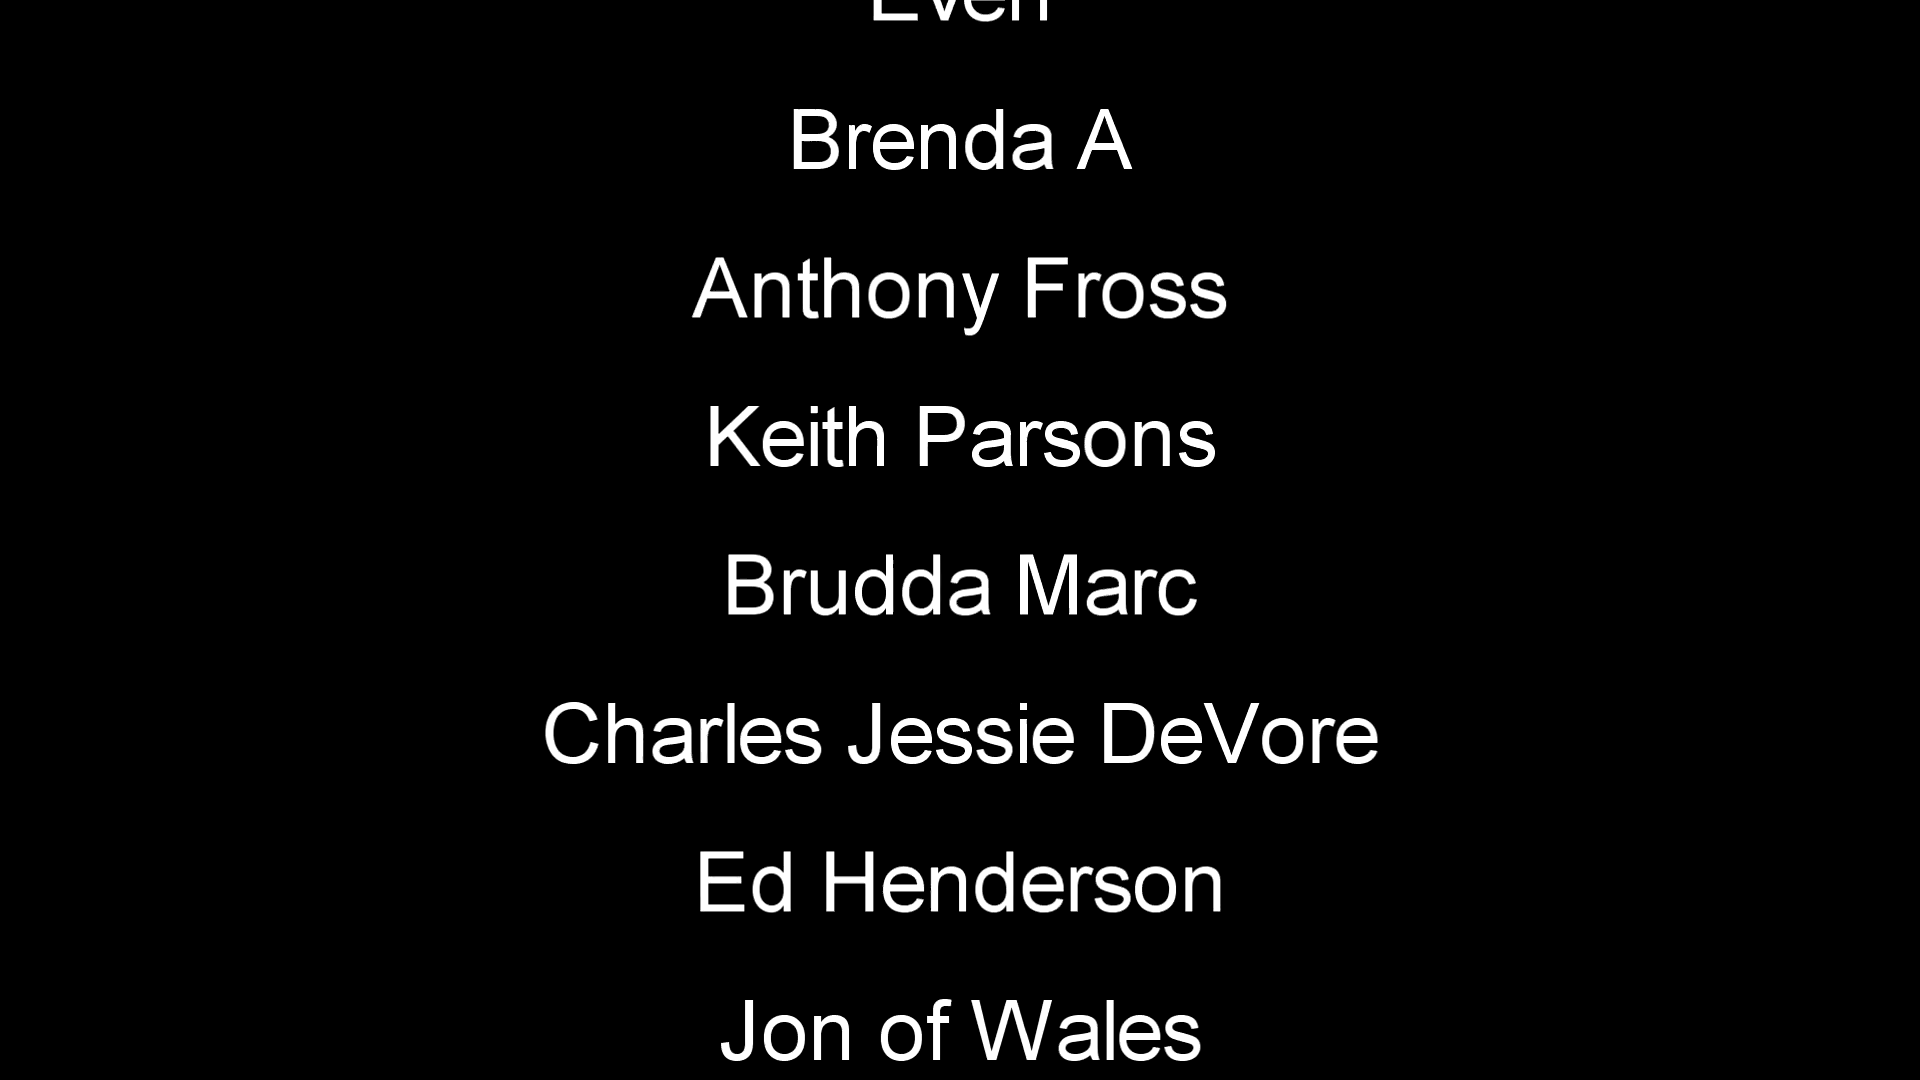 Brenda A
Anthony Fross
Keith Parsons
Brudda Marc
Charles Jessie DeVore
Ed Henderson
Jon of Wales